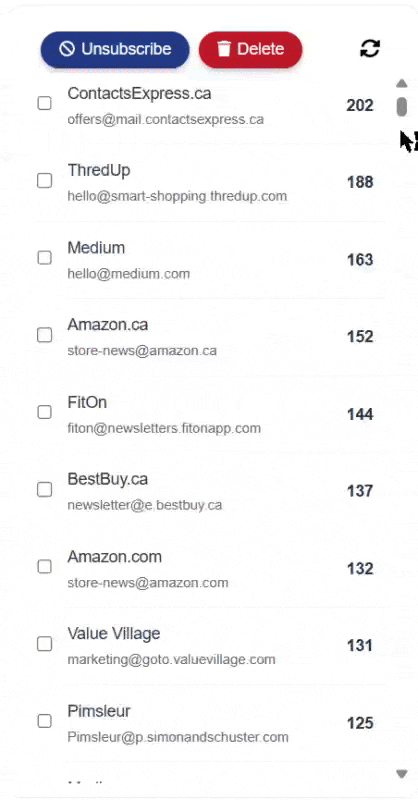 Unsubscribe Delete
ContactsExpress.ca
offers@mail.contactsexpress.ca
202
ThredUp
hello@smart-shopping.thredup.com
188
Medium
hello@medium.com
163
Amazon.ca
store-news@amazon.ca
152
FitOn
fiton@newsletters.fitonapp.com
144
BestBuy.ca
newsletter@e.bestbuy.ca
137
Amazon.com
store-news@amazon.com
132
Value Village
marketing@goto.valuevillage.com
131
Pimsleur
Pimsleur@p.simonandschuster.com
125